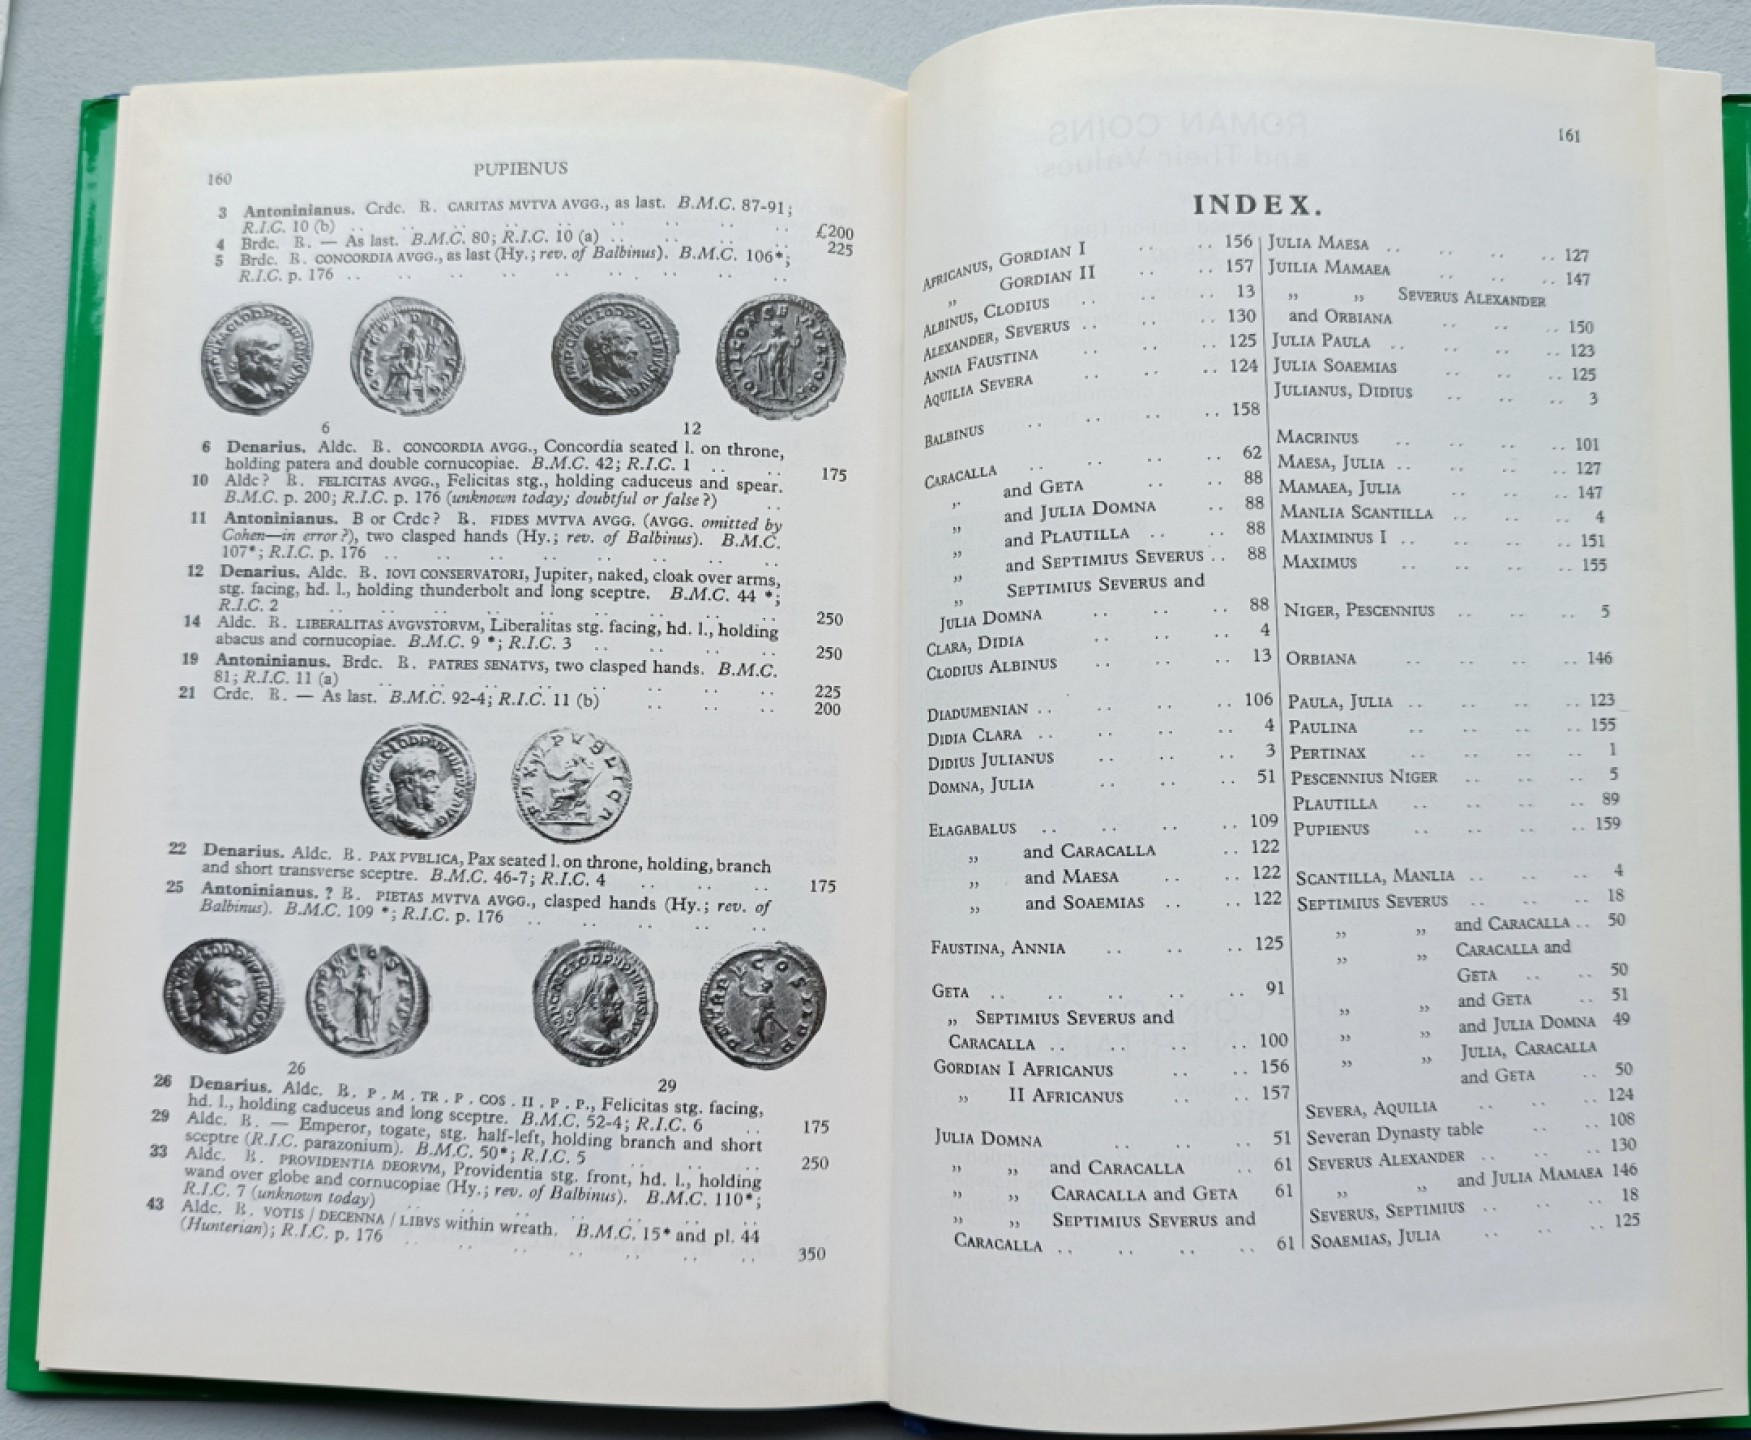 160
PUPIENUS
3 Antoninianus. Crdc. ℞. CARITAS MVTVA AVGG., as last. B.M.C. 87-91;
R.I.C. 10 (b) .. .. .. .. .. .. .. £200
4 Brdc. ℞. — As last. B.M.C. 80; R.I.C. 10 (a) .. .. .. .. 225
5 Brdc. ℞. CONCORDIA AVGG., as last (Hy.; rev. of Balbinus). B.M.C. 106*;
R.I.C. p. 176 .. .. .. .. .. .. ..
6
12
6 Denarius. Aldc. ℞. CONCORDIA AVGG., Concordia seated l. on throne,
holding patera and double cornucopiae. B.M.C. 42; R.I.C. 1 .. .. 175
10 Aldc? ℞. FELICITAS AVGG., Felicitas stg., holding caduceus and spear.
B.M.C. p. 200; R.I.C. p. 176 (unknown today; doubtful or false?) ..
11 Antoninianus. B or Crdc? ℞. FIDES MVTVA AVGG. (AVGG. omitted by
Cohen—in error?), two clasped hands (Hy.; rev. of Balbinus). B.M.C.
107*; R.I.C. p. 176 .. .. .. .. .. .. ..
12 Denarius. Aldc. ℞. IOVI CONSERVATORI, Jupiter, naked, cloak over arms,
stg. facing, hd. l., holding thunderbolt and long sceptre. B.M.C. 44 *;
R.I.C. 2 .. .. .. .. .. .. .. .. 250
14 Aldc. ℞. LIBERALITAS AVGVSTORVM, Liberalitas stg. facing, hd. l., holding
abacus and cornucopiae. B.M.C. 9 *; R.I.C. 3 .. .. .. .. 250
19 Antoninianus. Brdc. ℞. PATRES SENATVS, two clasped hands. B.M.C.
81; R.I.C. 11 (a) .. .. .. .. .. .. .. 225
21 Crdc. ℞. — As last. B.M.C. 92-4; R.I.C. 11 (b) .. .. .. 200
22 Denarius. Aldc. ℞. PAX PVBLICA, Pax seated l. on throne, holding, branch
and short transverse sceptre. B.M.C. 46-7; R.I.C. 4 .. .. .. 175
25 Antoninianus. ? ℞. PIETAS MVTVA AVGG., clasped hands (Hy.; rev. of
Balbinus). B.M.C. 109 *; R.I.C. p. 176 .. .. .. ..
26
29
26 Denarius. Aldc. ℞. P . M . TR . P . COS . II . P . P., Felicitas stg. facing,
hd. l., holding caduceus and long sceptre. B.M.C. 52-4; R.I.C. 6 .. 175
29 Aldc. ℞. — Emperor, togate, stg. half-left, holding branch and short
sceptre (R.I.C. parazonium). B.M.C. 50*; R.I.C. 5 .. .. .. 250
33 Aldc. ℞. PROVIDENTIA DEORVM, Providentia stg. front, hd. l., holding
wand over globe and cornucopiae (Hy.; rev. of Balbinus). B.M.C. 110*;
R.I.C. 7 (unknown today) .. .. .. .. .. ..
43 Aldc. ℞. VOTIS / DECENNA / LIBVS within wreath. B.M.C. 15* and pl. 44
(Hunterian); R.I.C. p. 176 .. .. .. .. .. .. 350
161
INDEX.
AFRICANUS, GORDIAN I .. .. 156
„ GORDIAN II .. .. 157
ALBINUS, CLODIUS .. .. .. 13
ALEXANDER, SEVERUS .. .. .. 130
ANNIA FAUSTINA .. .. .. 125
AQUILIA SEVERA .. .. .. 124
BALBINUS .. .. .. .. 158
CARACALLA .. .. .. .. 62
„ and GETA .. .. 88
„ and JULIA DOMNA .. 88
„ and PLAUTILLA .. .. 88
„ and SEPTIMIUS SEVERUS .. 88
„ SEPTIMIUS SEVERUS and
JULIA DOMNA .. .. .. 88
CLARA, DIDIA .. .. .. 4
CLODIUS ALBINUS .. .. .. 13
DIADUMENIAN .. .. .. .. 106
DIDIA CLARA .. .. .. .. 4
DIDIUS JULIANUS .. .. .. 3
DOMNA, JULIA .. .. .. 51
ELAGABALUS .. .. .. .. 109
„ and CARACALLA .. 122
„ and MAESA .. .. 122
„ and SOAEMIAS .. .. 122
FAUSTINA, ANNIA .. .. .. 125
GETA .. .. .. .. .. 91
„ SEPTIMIUS SEVERUS and
CARACALLA .. .. .. .. 100
GORDIAN I AFRICANUS .. .. 156
„ II AFRICANUS .. .. 157
JULIA DOMNA .. .. .. 51
„ „ and CARACALLA .. 61
„ „ CARACALLA and GETA 61
„ „ SEPTIMIUS SEVERUS and
CARACALLA .. .. .. .. 61
JULIA MAESA .. .. .. .. 127
JUILIA MAMAEA .. .. .. 147
„ „ SEVERUS ALEXANDER
and ORBIANA .. .. .. 150
JULIA PAULA .. .. .. .. 123
JULIA SOAEMIAS .. .. .. 125
JULIANUS, DIDIUS .. .. .. 3
MACRINUS .. .. .. .. 101
MAESA, JULIA .. .. .. .. 127
MAMAEA, JULIA .. .. .. 147
MANLIA SCANTILLA .. .. .. 4
MAXIMINUS I .. .. .. .. 151
MAXIMUS .. .. .. .. 155
NIGER, PESCENNIUS .. .. .. 5
ORBIANA .. .. .. .. 146
PAULA, JULIA .. .. .. .. 123
PAULINA .. .. .. .. 155
PERTINAX .. .. .. .. 1
PESCENNIUS NIGER .. .. .. 5
PLAUTILLA .. .. .. .. 89
PUPIENUS .. .. .. .. 159
SCANTILLA, MANLIA .. .. .. 4
SEPTIMIUS SEVERUS .. .. .. 18
„ „ and CARACALLA .. 50
„ „ CARACALLA and
GETA .. .. 50
„ „ and GETA .. 51
„ „ and JULIA DOMNA 49
„ „ JULIA, CARACALLA
and GETA .. 50
SEVERA, AQUILIA .. .. .. 124
Severan Dynasty table .. .. 108
SEVERUS ALEXANDER .. .. .. 130
„ „ and JULIA MAMAEA 146
SEVERUS, SEPTIMIUS .. .. .. 18
SOAEMIAS, JULIA .. .. .. 125